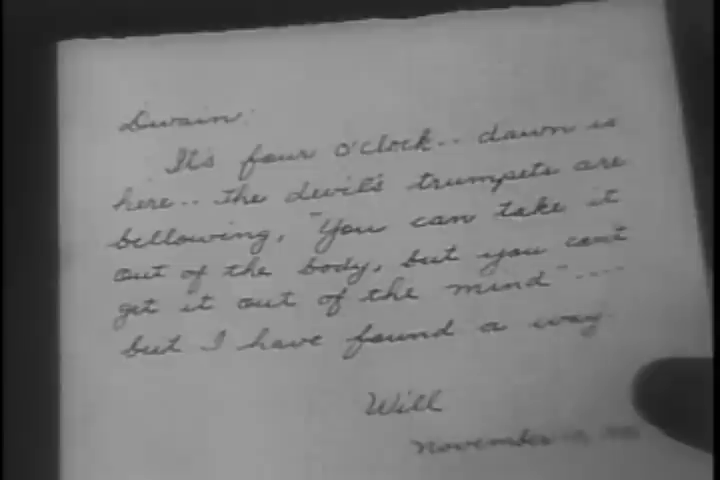 Dwain:
It's four o'clock.. dawn is
here.. The devil's trumpets are
bellowing, "You can take it
out of the body, but you can't
get it out of the mind"....
but I have found a way
Will
November